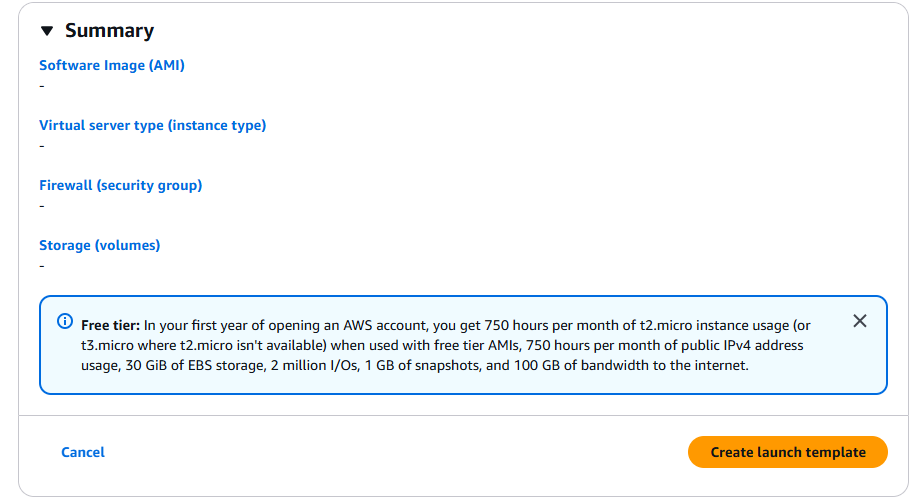 Summary
Software Image (AMI)
-
Virtual server type (instance type)
-
Firewall (security group)
-
Storage (volumes)
-
Free tier: In your first year of opening an AWS account, you get 750 hours per month of t2.micro instance usage (or
t3.micro where t2.micro isn't available) when used with free tier AMIs, 750 hours per month of public IPv4 address
usage, 30 GiB of EBS storage, 2 million I/Os, 1 GB of snapshots, and 100 GB of bandwidth to the internet.
Cancel
Create launch template